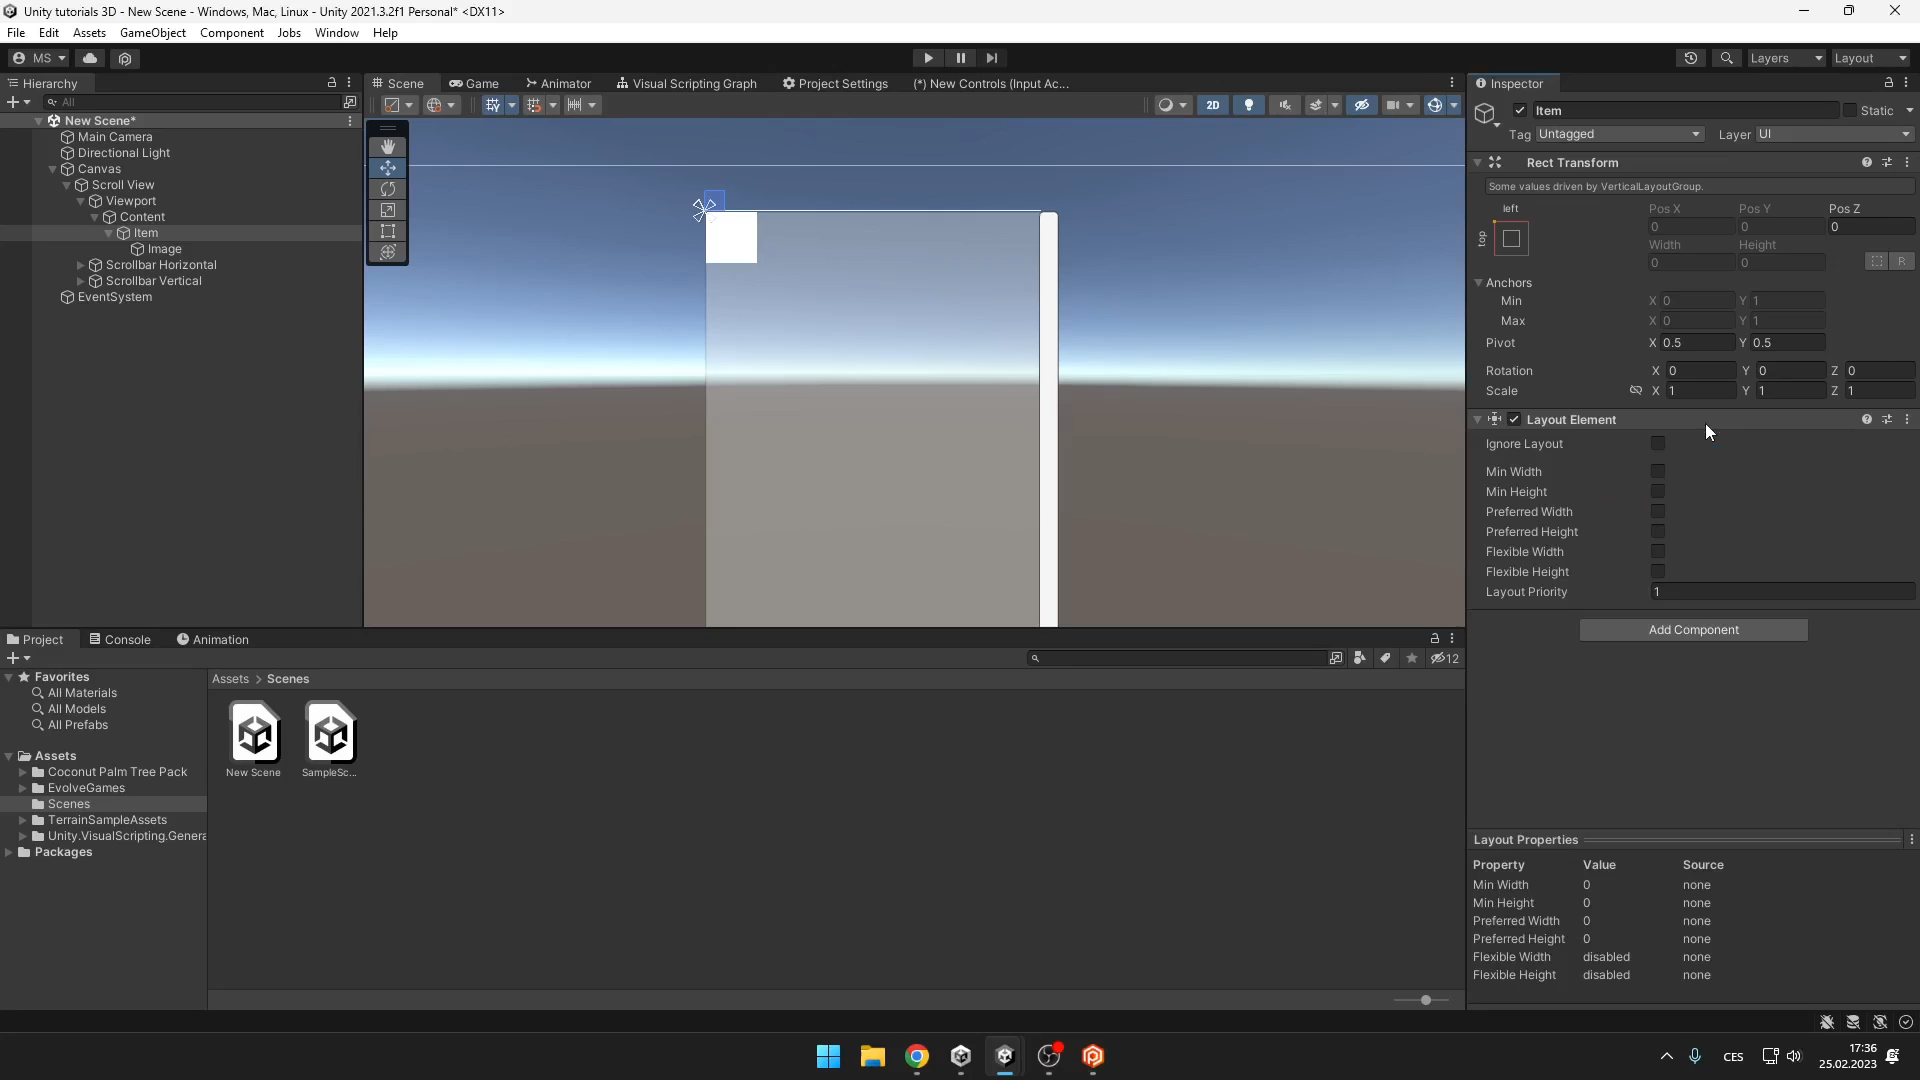 Unity tutorials 3D - New Scene - Windows, Mac, Linux - Unity 2021.3.2f1 Personal* <DX11>
File Edit Assets GameObject Component Jobs Window Help
MS Layers Layout
Hierarchy
All
New Scene*
Main Camera
Directional Light
Canvas
Scroll View
Viewport
Content
Item
Image
Scrollbar Horizontal
Scrollbar Vertical
EventSystem
Scene Game Animator Visual Scripting Graph Project Settings (*) New Controls (Input Ac...
2D
Inspector
Item Static
Tag Untagged Layer UI
Rect Transform
Some values driven by VerticalLayoutGroup.
left Pos X Pos Y Pos Z
top 0 0 0
Width Height
0 0 R
Anchors
Min X 0 Y 1
Max X 0 Y 1
Pivot X 0.5 Y 0.5
Rotation X 0 Y 0 Z 0
Scale X 1 Y 1 Z 1
Layout Element
Ignore Layout
Min Width
Min Height
Preferred Width
Preferred Height
Flexible Width
Flexible Height
Layout Priority 1
Add Component
Layout Properties
Property Value Source
Min Width 0 none
Min Height 0 none
Preferred Width 0 none
Preferred Height 0 none
Flexible Width disabled none
Flexible Height disabled none
Project Console Animation
12
Favorites
All Materials
All Models
All Prefabs
Assets
Coconut Palm Tree Pack
EvolveGames
Scenes
TerrainSampleAssets
Unity.VisualScripting.Genera
Packages
Assets > Scenes
New Scene SampleSc...
CES
17:36
25.02.2023